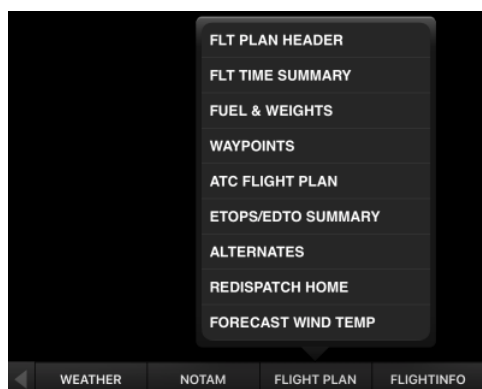 FLT PLAN HEADER
FLT TIME SUMMARY
FUEL & WEIGHTS
WAYPOINTS
ATC FLIGHT PLAN
ETOPS/EDTO SUMMARY
ALTERNATES
REDISPATCH HOME
FORECAST WIND TEMP
WEATHER NOTAM FLIGHT PLAN FLIGHTINFO